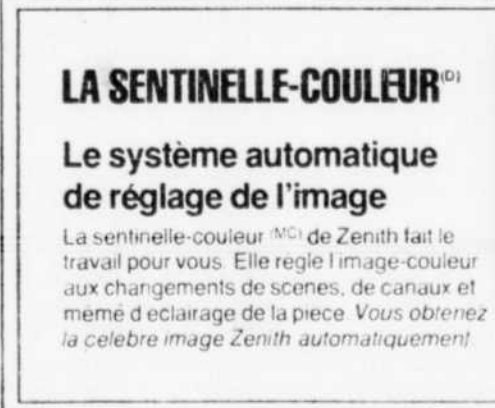 LA SENTINELLE-COULEUR (D)
Le système automatique
de réglage de l'image
La sentinelle-couleur (MC) de Zenith fait le
travail pour vous. Elle règle l'image-couleur
aux changements de scènes, de canaux et
même d'éclairage de la pièce. Vous obtenez
la célèbre image Zenith automatiquement.